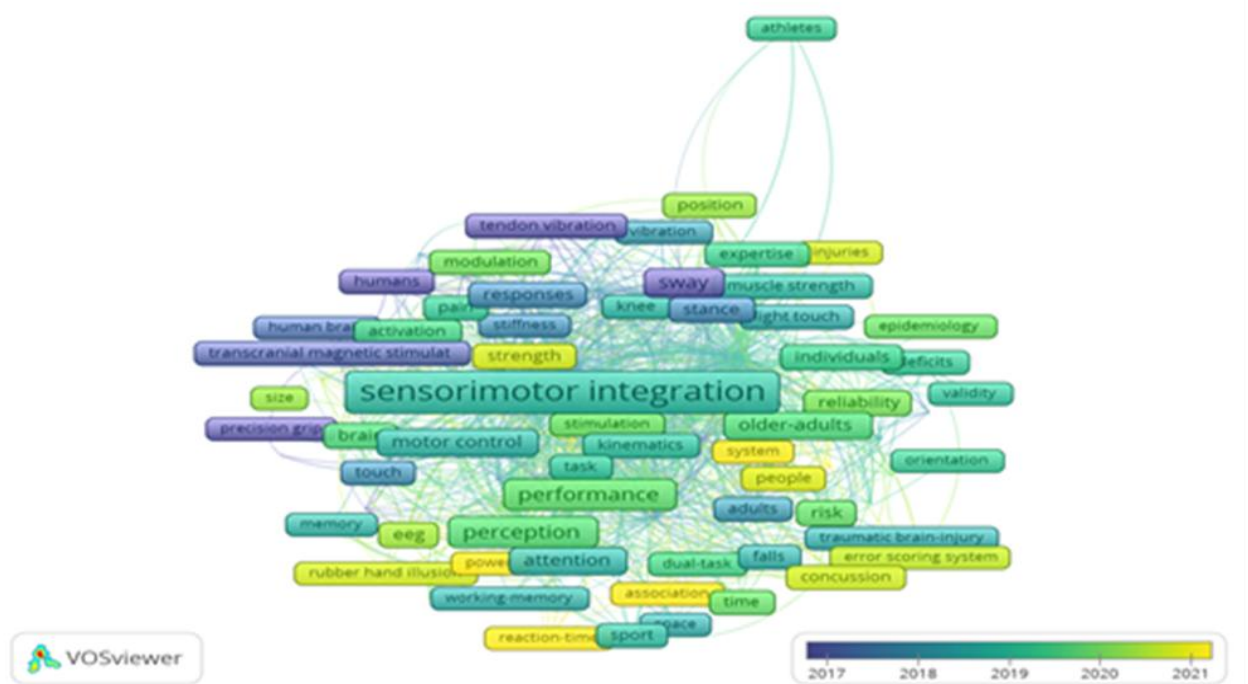 athletes
position
tendon vibration
vibration
expertise
injuries
modulation
humans
sway
muscle strength
responses
pain
knee
stance
light touch
human bra
activation
stiffness
epidemiology
transcranial magnetic stimulat
strength
individuals
deficits
sensorimotor integration
validity
size
reliability
precision grip
brain
stimulation
older-adults
motor control
kinematics
system
orientation
touch
task
people
performance
adults
risk
memory
eeg
perception
traumatic brain-injury
power
attention
dual-task
falls
error scoring system
rubber hand illusion
concussion
working-memory
association
time
space
reaction-time
sport
VOSviewer
2017 2018 2019 2020 2021